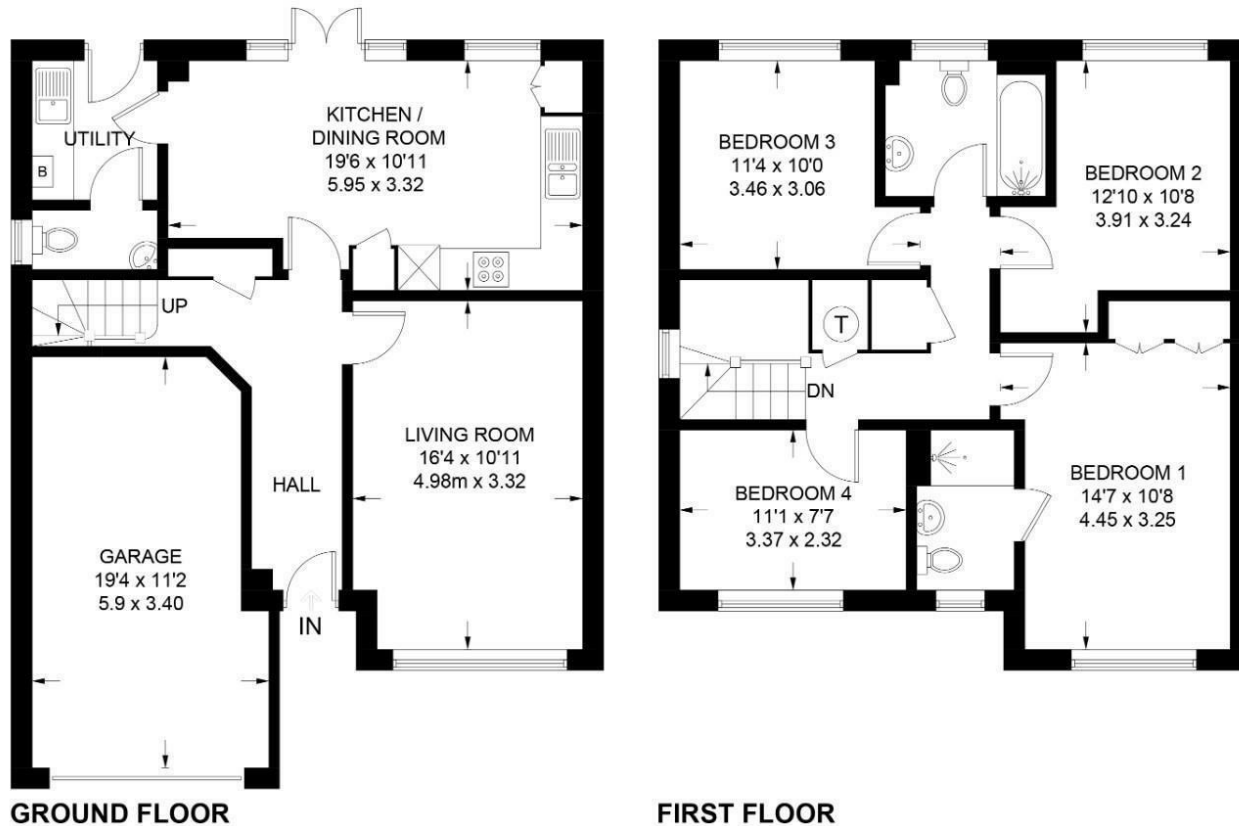 KITCHEN /
DINING ROOM
19'6 x 10'11
5.95 x 3.32
UTILITY
B
UP
LIVING ROOM
16'4 x 10'11
4.98m x 3.32
HALL
GARAGE
19'4 x 11'2
5.9 x 3.40
IN
GROUND FLOOR
BEDROOM 3
11'4 x 10'0
3.46 x 3.06
BEDROOM 2
12'10 x 10'8
3.91 x 3.24
T
DN
BEDROOM 4
11'1 x 7'7
3.37 x 2.32
BEDROOM 1
14'7 x 10'8
4.45 x 3.25
FIRST FLOOR